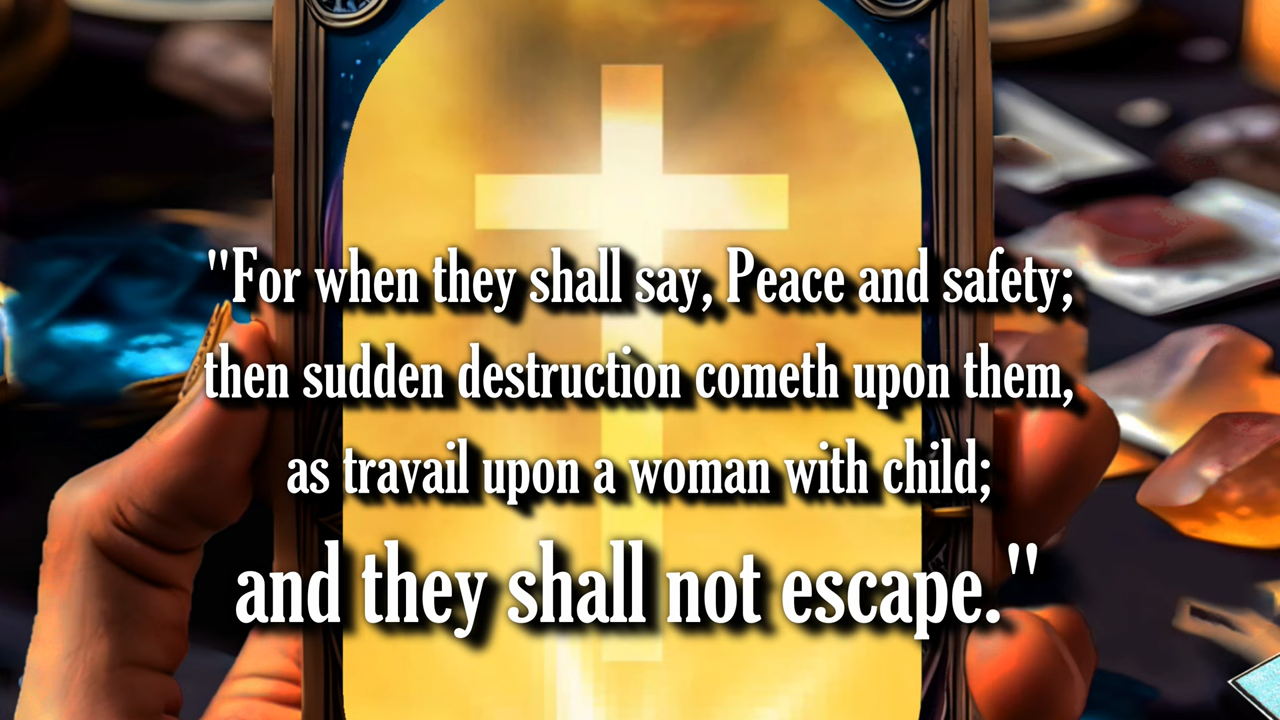 "For when they shall say, Peace and safety;
then sudden destruction cometh upon them,
as travail upon a woman with child;
and they shall not escape."